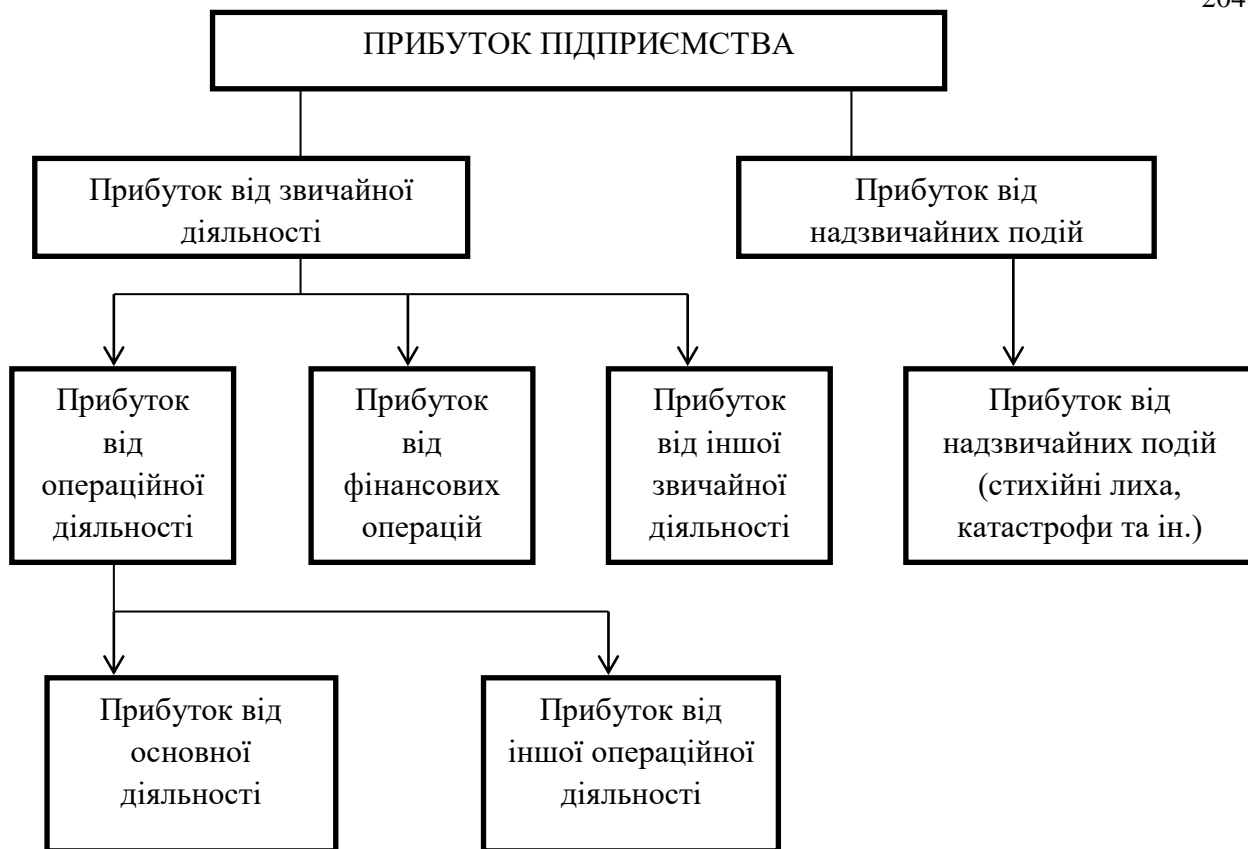 ПРИБУТОК ПІДПРИЄМСТВА
Прибуток від звичайної
діяльності
Прибуток від
надзвичайних подій
Прибуток
від
операційної
діяльності
Прибуток
від
фінансових
операцій
Прибуток
від іншої
звичайної
діяльності
Прибуток від
надзвичайних подій
(стихійні лиха,
катастрофи та ін.)
Прибуток від
основної
діяльності
Прибуток від
іншої операційної
діяльності